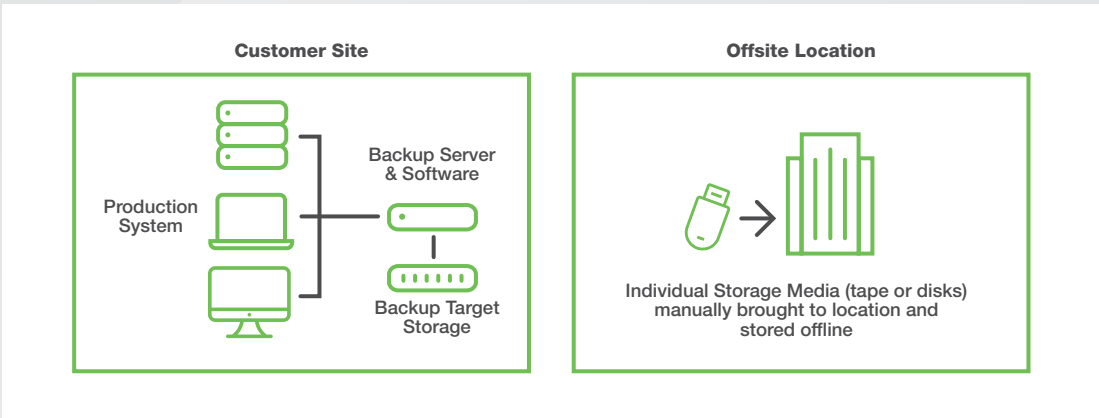 Customer Site
Production
System
Backup Server
& Software
Backup Target
Storage
Offsite Location
Individual Storage Media (tape or disks)
manually brought to location and
stored offline